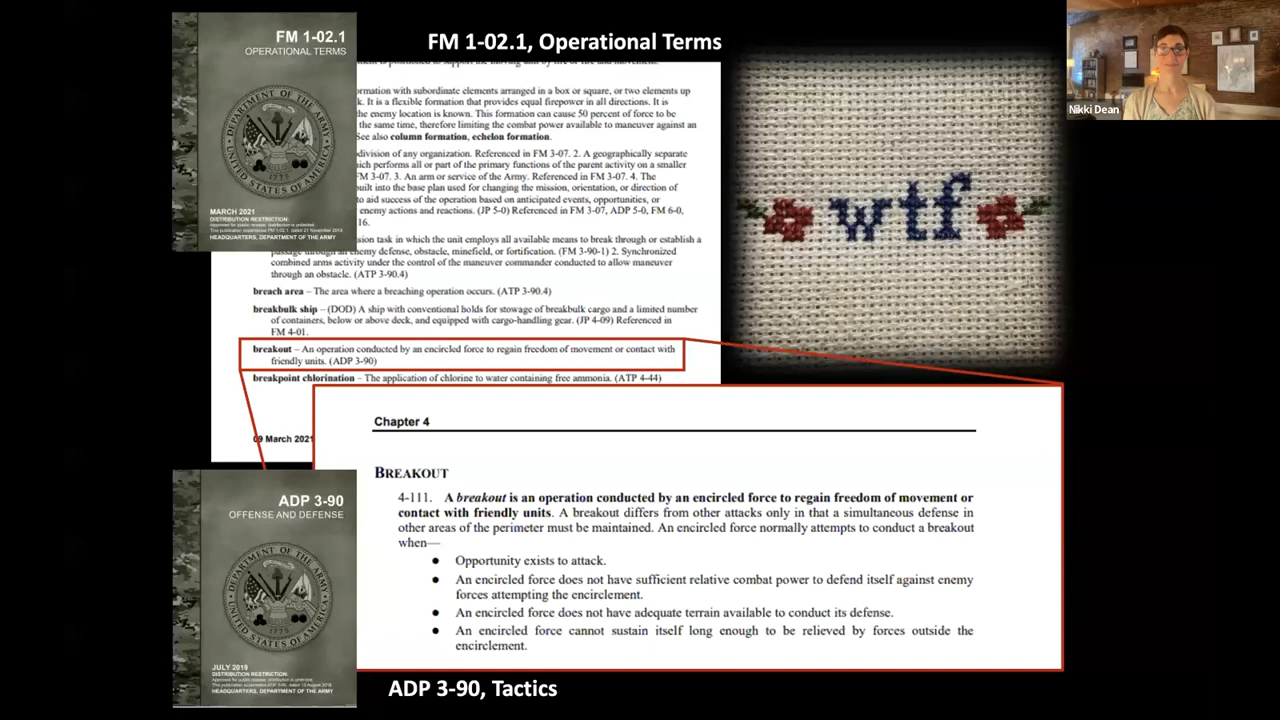 FM 1-02.1
OPERATIONAL TERMS
MARCH 2021
DISTRIBUTION RESTRICTION:
HEADQUARTERS, DEPARTMENT OF THE ARMY
FM 1-02.1, Operational Terms
Nikki Dean
wtf
ormation with subordinate elements arranged in a box or square, or two elements up
k. It is a flexible formation that provides equal firepower in all directions. It is
he enemy location is known. This formation can cause 50 percent of force to be
the same time, therefore limiting the combat power available to maneuver against an
See also column formation, echelon formation.
division of any organization. Referenced in FM 3-07. 2. A geographically separate
ich performs all or part of the primary functions of the parent activity on a smaller
FM 3-07. 3. An arm or service of the Army. Referenced in FM 3-07. 4. The
built into the base plan used for changing the mission, orientation, or direction of
to aid success of the operation based on anticipated events, opportunities, or
enemy actions and reactions. (JP 5-0) Referenced in FM 3-07, ADP 5-0, FM 6-0,
16.
sion task in which the unit employs all available means to break through or establish a
passage through an enemy defense, obstacle, minefield, or fortification. (FM 3-90-1) 2. Synchronized
combined arms activity under the control of the maneuver commander conducted to allow maneuver
through an obstacle. (ATP 3-90.4)
breach area – The area where a breaching operation occurs. (ATP 3-90.4)
breakbulk ship – (DOD) A ship with conventional holds for stowage of breakbulk cargo and a limited number
of containers, below or above deck, and equipped with cargo-handling gear. (JP 4-09) Referenced in
FM 4-01.
breakout – An operation conducted by an encircled force to regain freedom of movement or contact with
friendly units. (ADP 3-90)
breakpoint chlorination – The application of chlorine to water containing free ammonia. (ATP 4-44)
09 March 2021
Chapter 4
BREAKOUT
4-111. A breakout is an operation conducted by an encircled force to regain freedom of movement or
contact with friendly units. A breakout differs from other attacks only in that a simultaneous defense in
other areas of the perimeter must be maintained. An encircled force normally attempts to conduct a breakout
when—
● Opportunity exists to attack.
● An encircled force does not have sufficient relative combat power to defend itself against enemy
forces attempting the encirclement.
● An encircled force does not have adequate terrain available to conduct its defense.
● An encircled force cannot sustain itself long enough to be relieved by forces outside the
encirclement.
ADP 3-90
OFFENSE AND DEFENSE
DEPARTMENT OF THE ARMY
UNITED STATES OF AMERICA
1775
JULY 2019
DISTRIBUTION RESTRICTION:
HEADQUARTERS, DEPARTMENT OF THE ARMY
ADP 3-90, Tactics